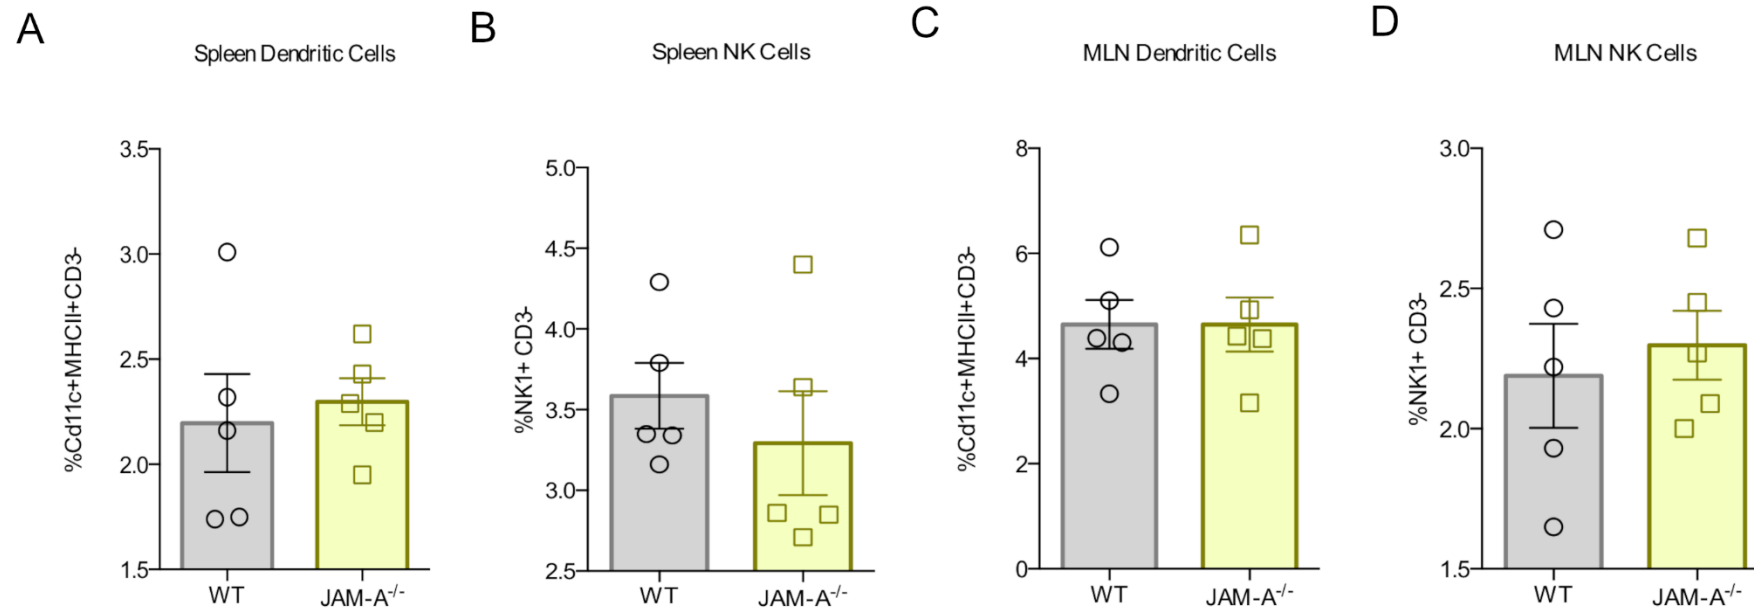 A
Spleen Dendritic Cells
%Cd11c+MHCII+CD3-
3.5
3.0
2.5
2.0
1.5
WT
JAM-A-/-
B
Spleen NK Cells
%NK1+ CD3-
5.0
4.5
4.0
3.5
3.0
2.5
WT
JAM-A-/-
C
MLN Dendritic Cells
%Cd11c+MHCII+CD3-
8
6
4
2
0
WT
JAM-A-/-
D
MLN NK Cells
%NK1+ CD3-
3.0
2.5
2.0
1.5
WT
JAM-A-/-